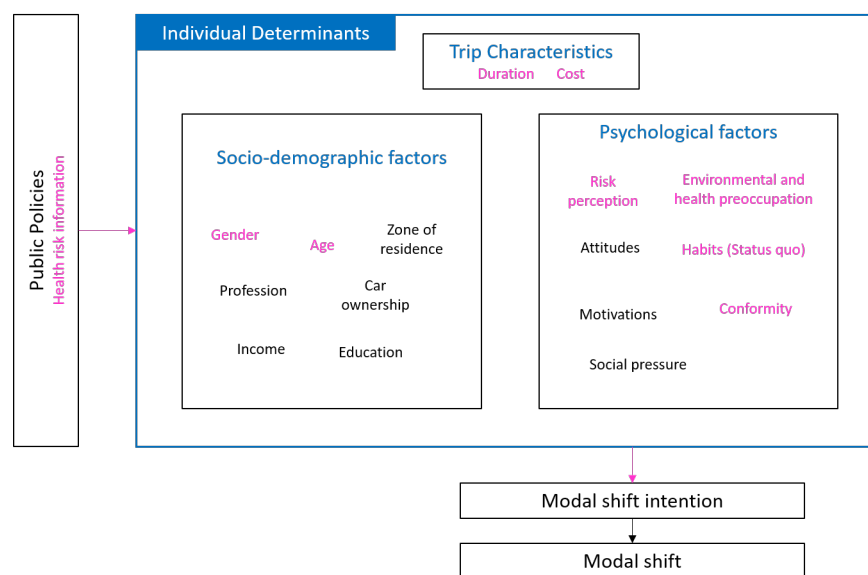 Public Policies
Health risk information
Individual Determinants
Trip Characteristics
Duration Cost
Socio-demographic factors
Gender
Age
Zone of
residence
Profession
Car
ownership
Income
Education
Psychological factors
Risk
perception
Environmental and
health preoccupation
Attitudes
Habits (Status quo)
Motivations
Conformity
Social pressure
Modal shift intention
Modal shift